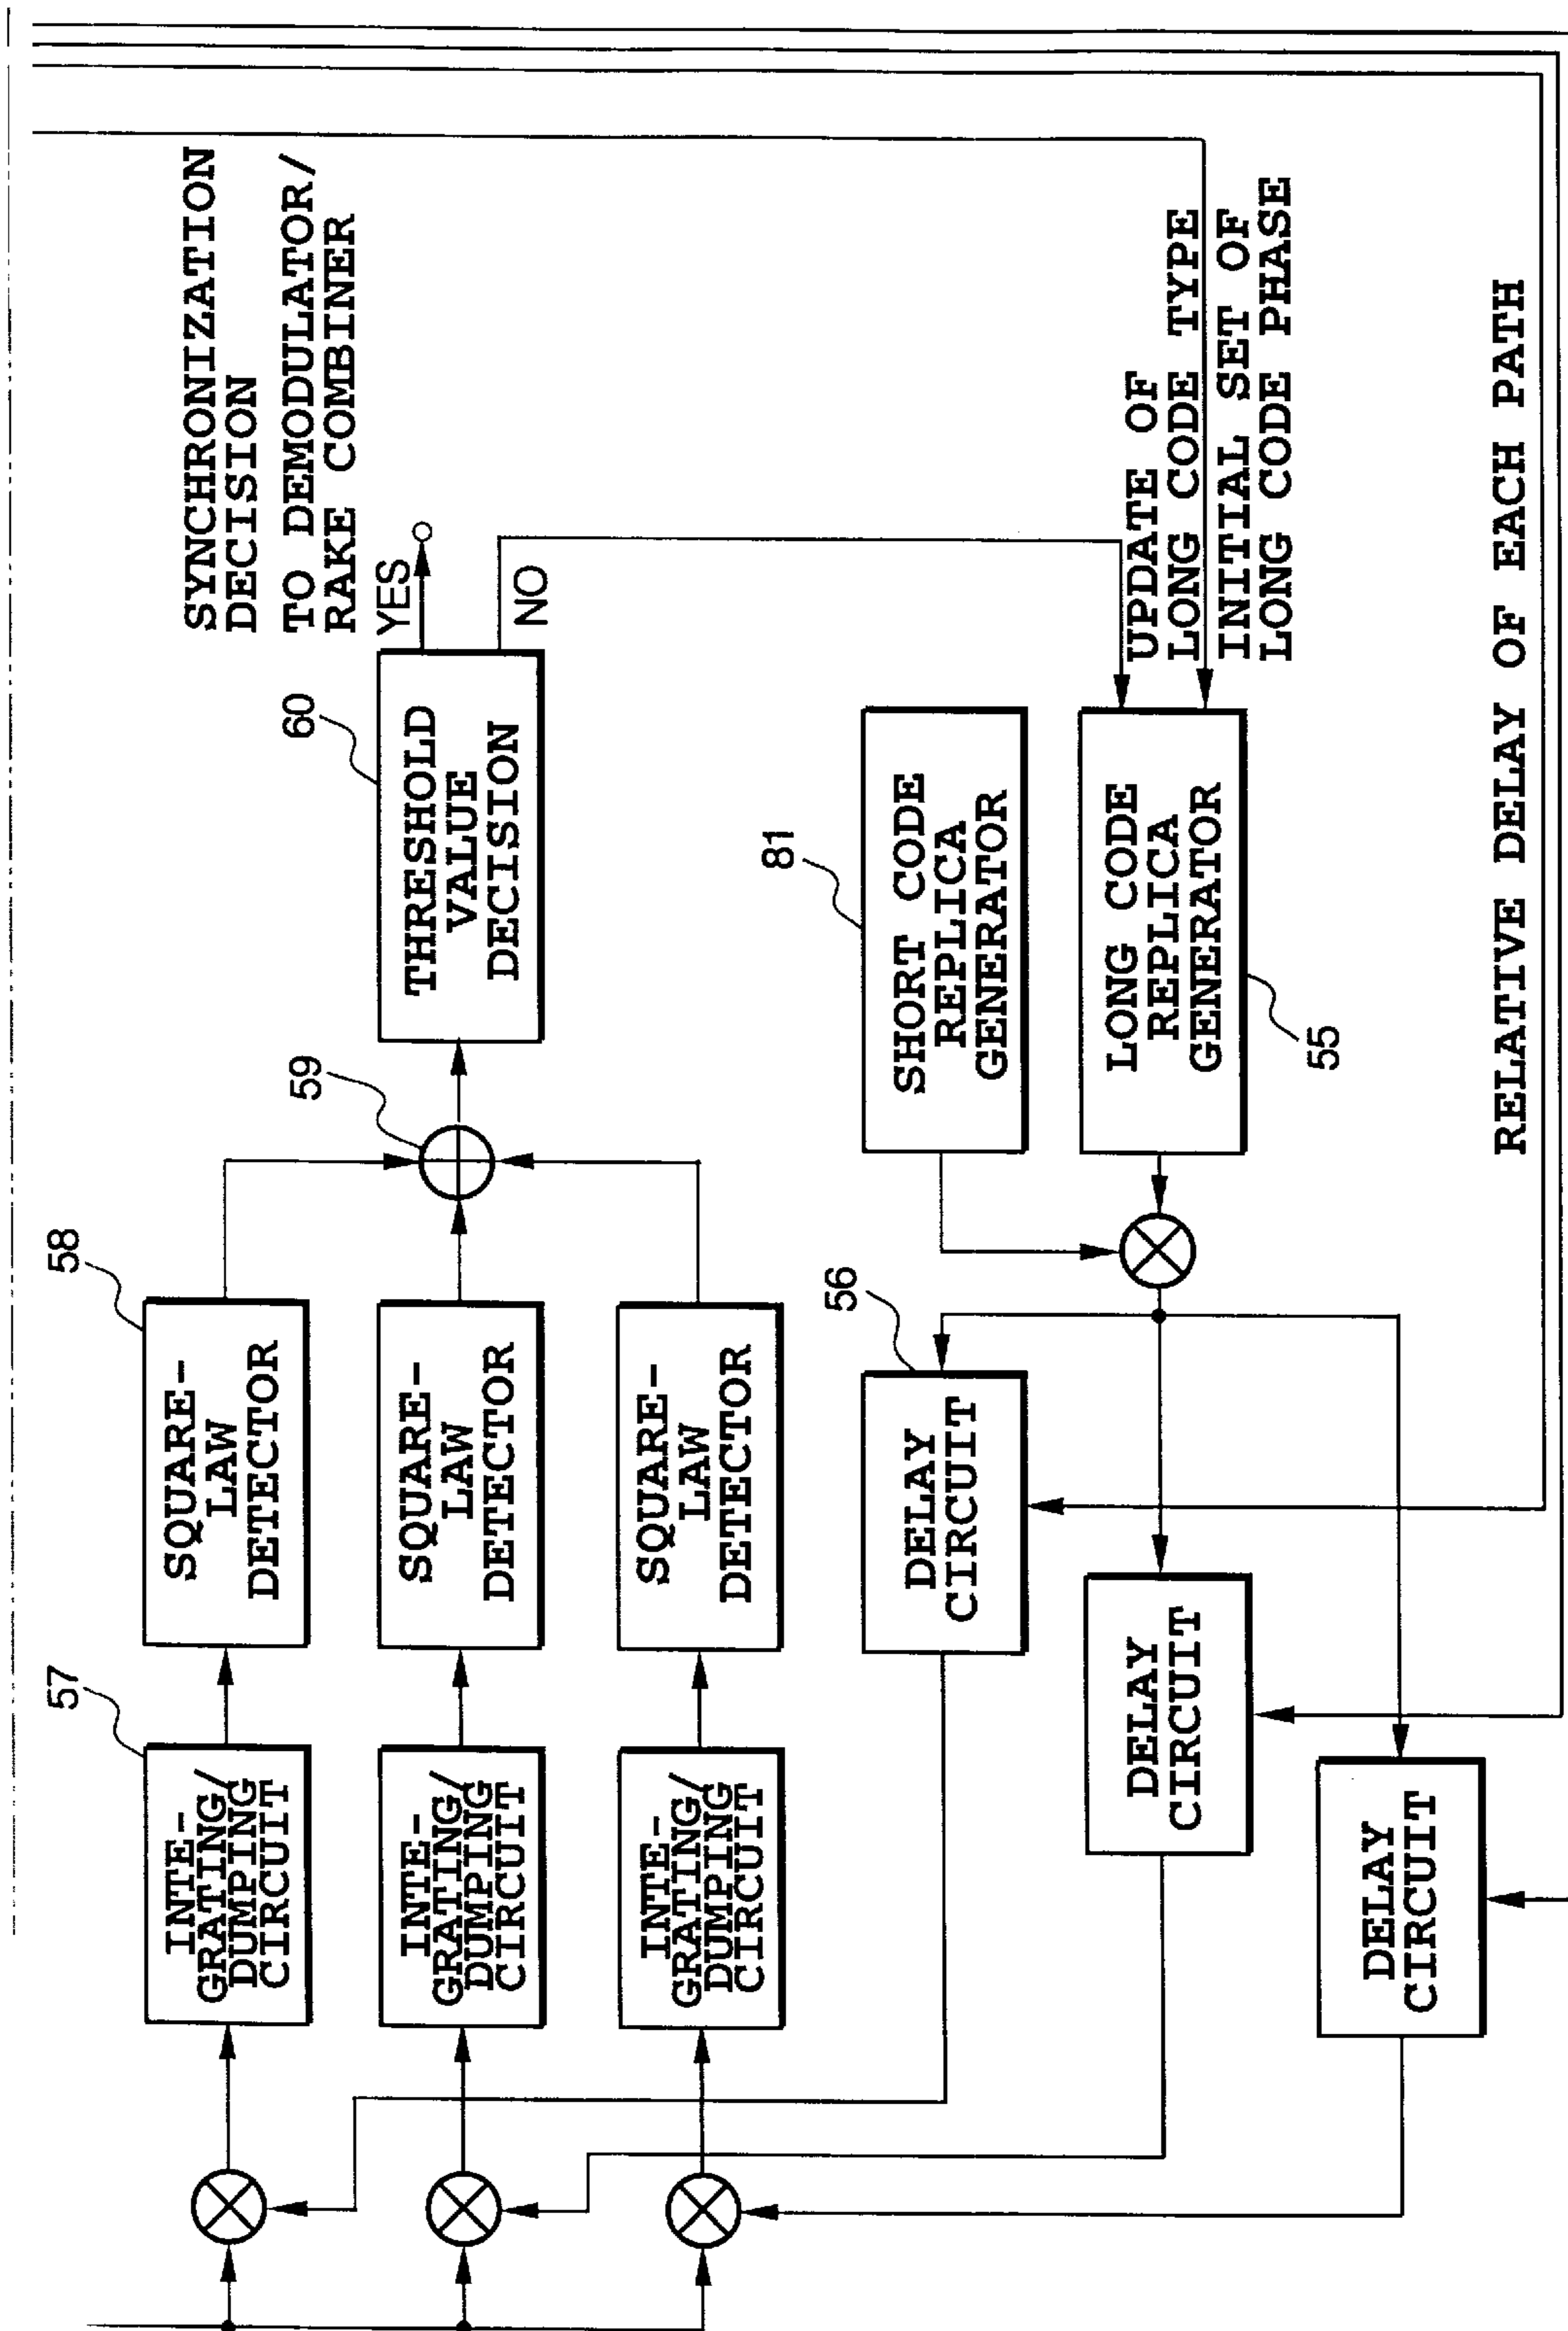 57
INTE-
GRATING/
DUMPING
CIRCUIT
58
SQUARE-
LAW
DETECTOR
59
60
THRESHOLD
VALUE
DECISION
YES
NO
SYNCHRONIZATION
DECISION
TO DEMODULATOR/
RAKE COMBINER
INTE-
GRATING/
DUMPING
CIRCUIT
SQUARE-
LAW
DETECTOR
INTE-
GRATING/
DUMPING
CIRCUIT
SQUARE-
LAW
DETECTOR
56
DELAY
CIRCUIT
81
SHORT CODE
REPLICA
GENERATOR
DELAY
CIRCUIT
LONG CODE
REPLICA
GENERATOR
55
UPDATE OF
LONG CODE TYPE
INITIAL SET OF
LONG CODE PHASE
DELAY
CIRCUIT
RELATIVE DELAY OF EACH PATH